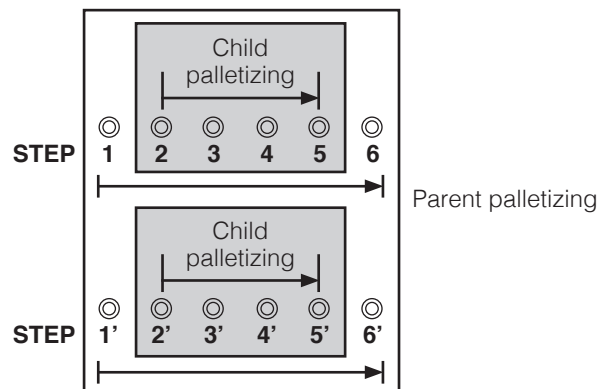 Child
palletizing
STEP 1 2 3 4 5 6
Parent palletizing
Child
palletizing
STEP 1’ 2’ 3’ 4’ 5’ 6’